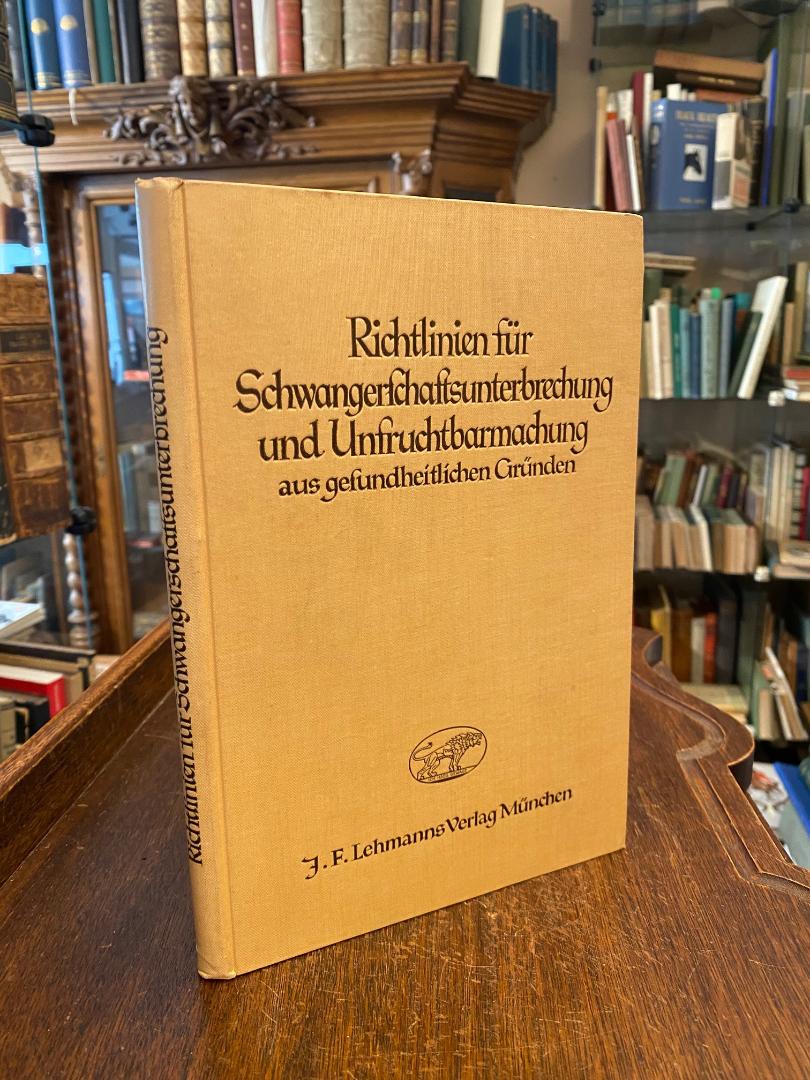 Richtlinien für
Schwangerſchaftsunterbrechung
und Unfruchtbarmachung
aus geſundheitlichen Gründen
J. F. Lehmanns Verlag München
Richtlinien für Schwangerschaftsunterbrechung